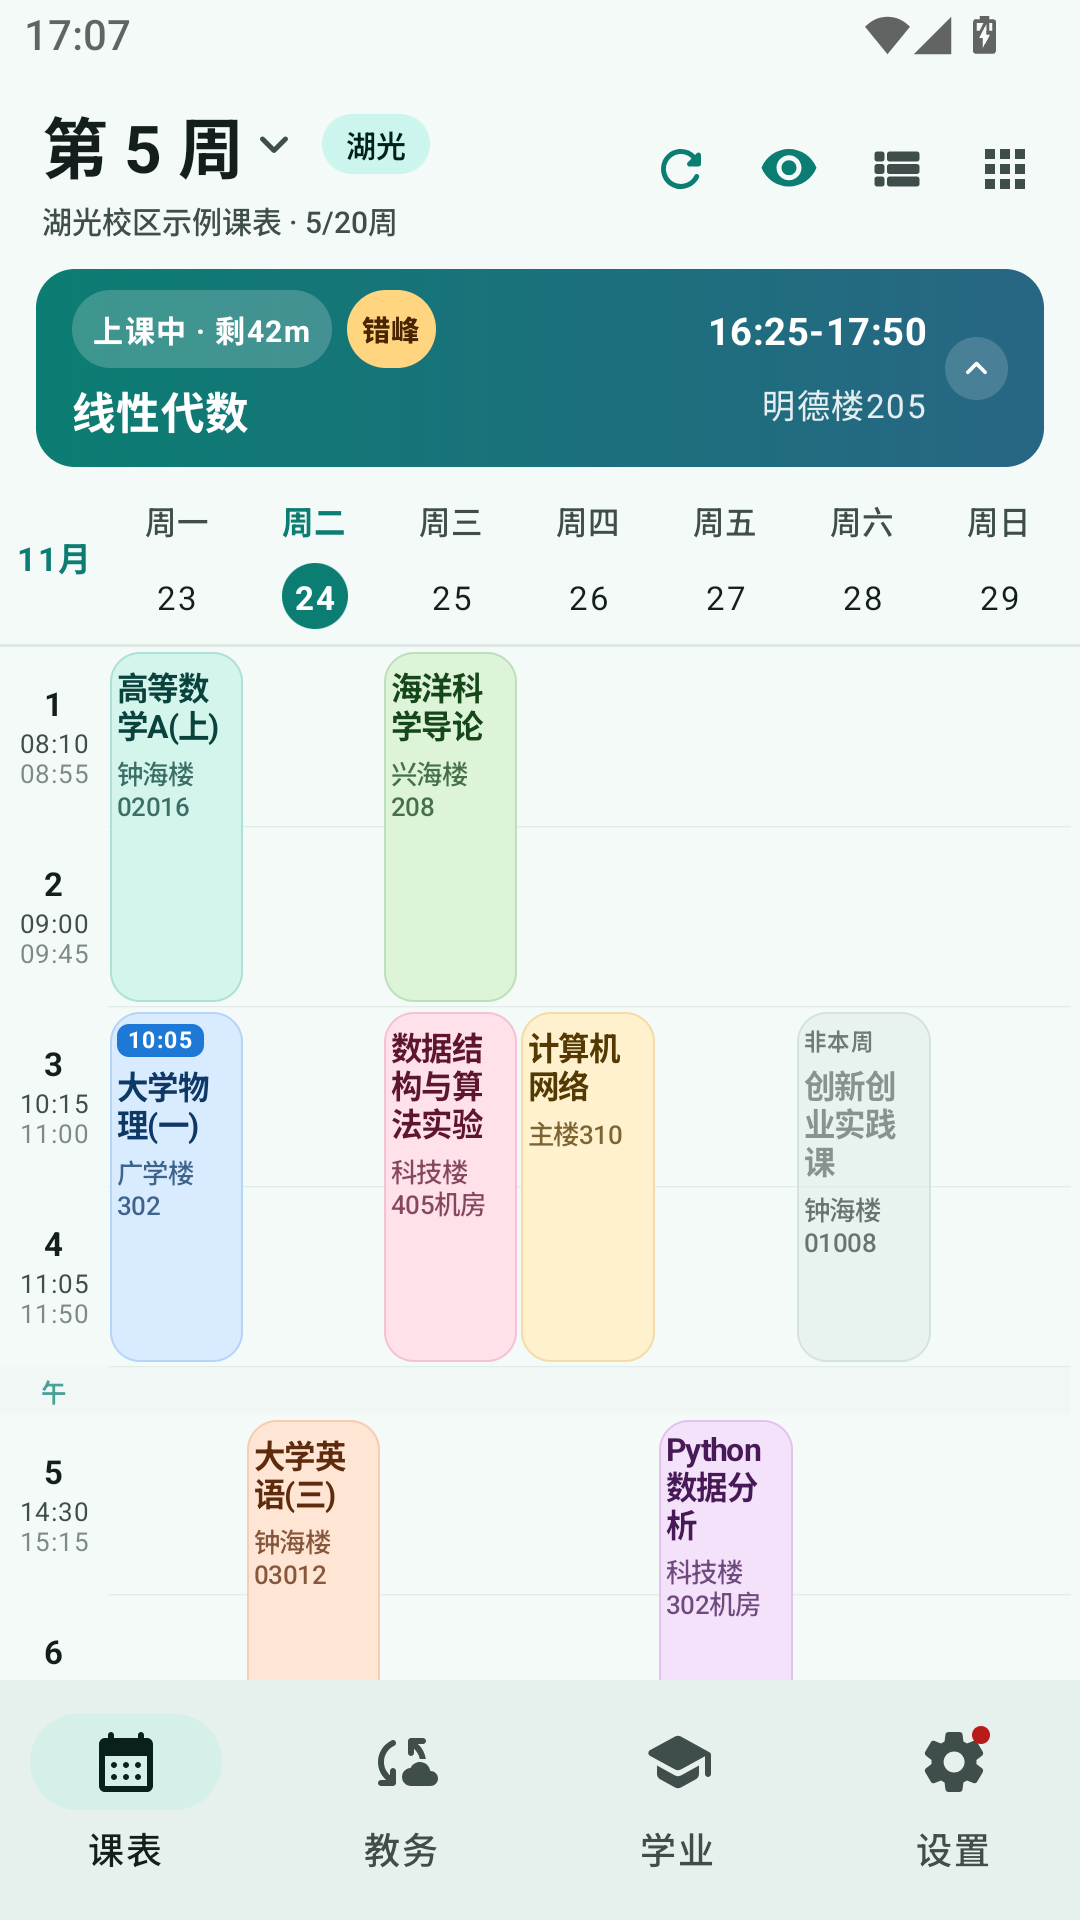 17:07
第 5 周
湖光
湖光校区示例课表 · 5/20周
上课中 · 剩42m
错峰
16:25-17:50
线性代数
明德楼205
11月
周一
周二
周三
周四
周五
周六
周日
23
24
25
26
27
28
29
1
08:10
08:55
高等数
学A(上)
钟海楼
02016
海洋科
学导论
兴海楼
208
2
09:00
09:45
3
10:15
11:00
10:05
大学物
理(一)
广学楼
302
数据结
构与算
法实验
科技楼
405机房
计算机
网络
主楼310
非本周
创新创
业实践
课
钟海楼
01008
4
11:05
11:50
午
5
14:30
15:15
大学英
语(三)
钟海楼
03012
Python
数据分
析
科技楼
302机房
6
课表
教务
学业
设置